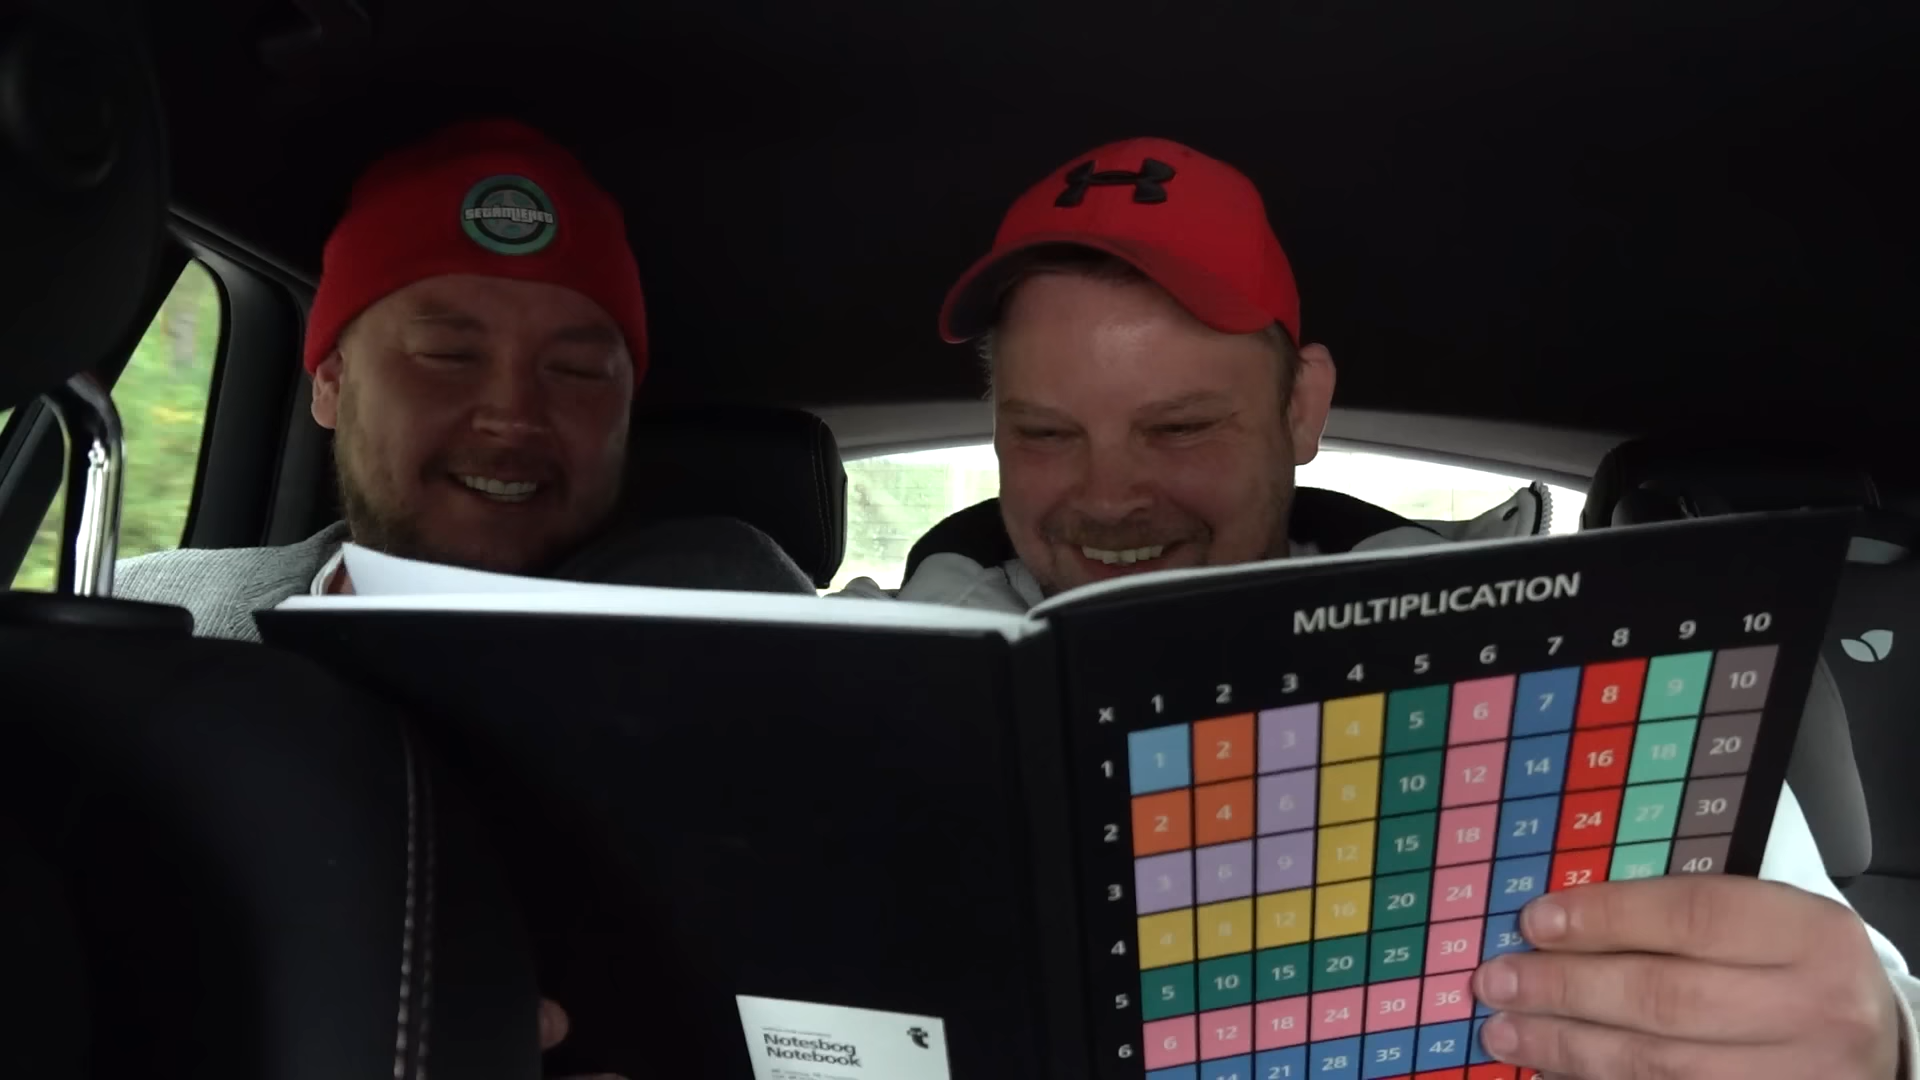 SETÅMIEHET
MULTIPLICATION
x 1 2 3 4 5 6 7 8 9 10
1 1 2 3 4 5 6 7 8 9 10
2 2 4 6 8 10 12 14 16 18 20
3 3 6 9 12 15 18 21 24 27 30
4 4 8 12 16 20 24 28 32 36 40
5 5 10 15 20 25 30 35
6 6 12 18 24 30 36
21 28 35 42
Notesbog
Notebook